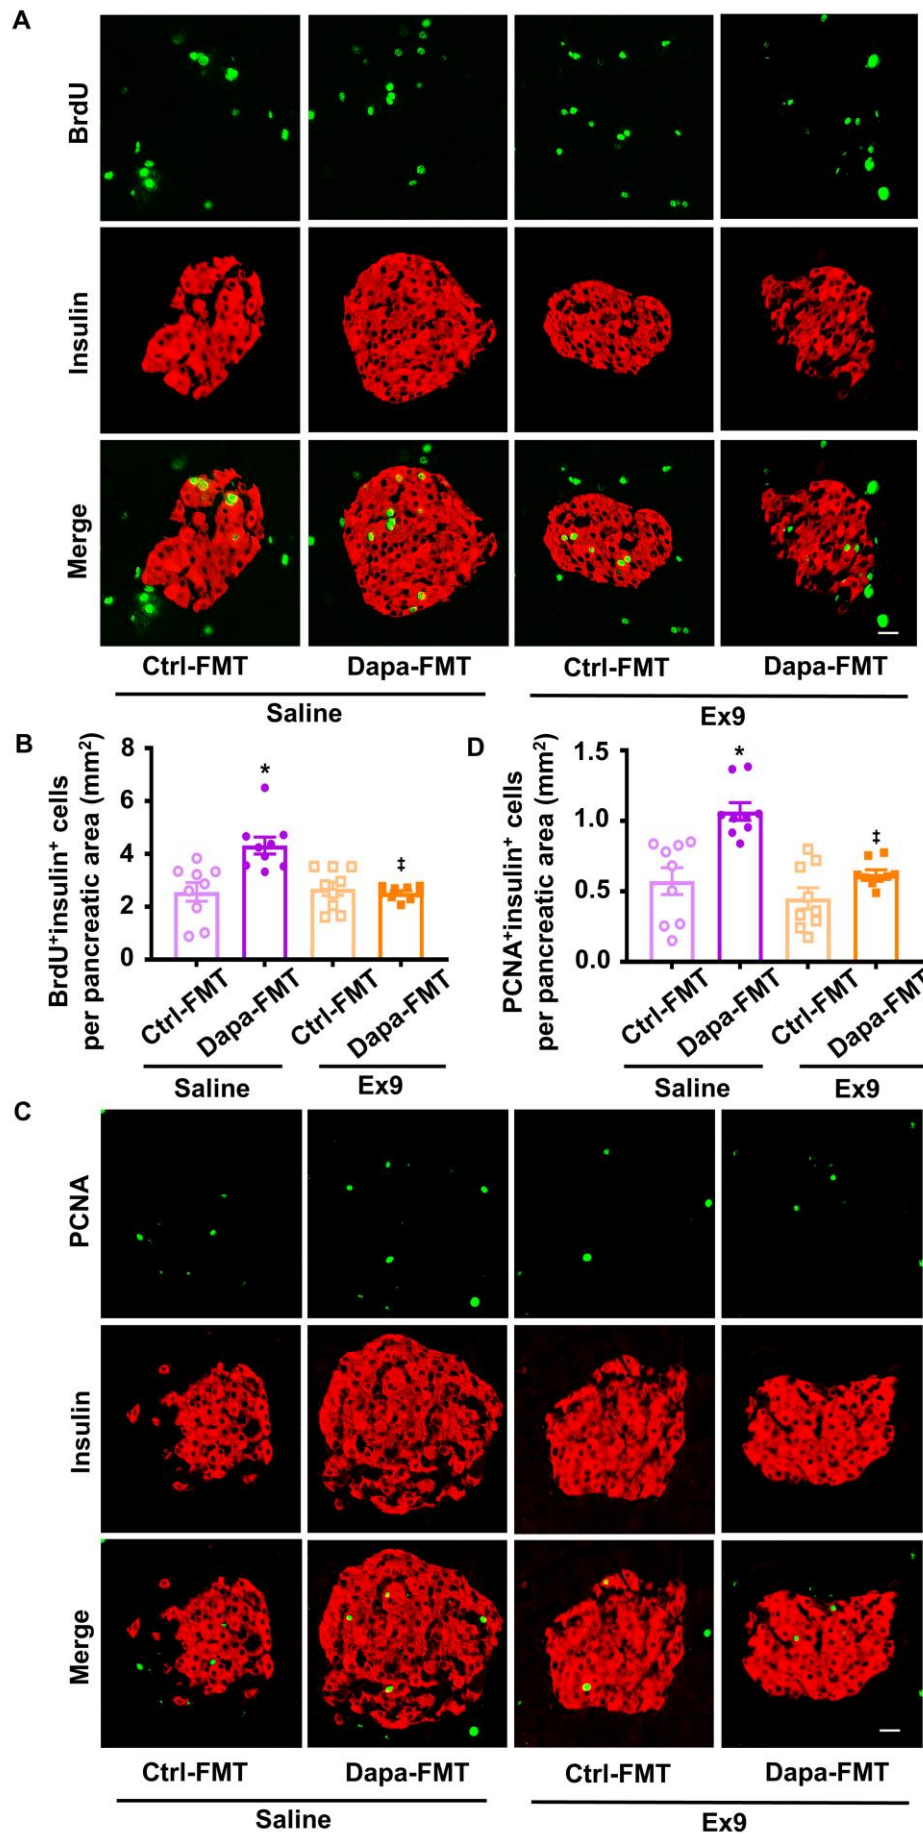 A
BrdU
Insulin
Merge
Ctrl-FMT Dapa-FMT Ctrl-FMT Dapa-FMT
Saline Ex9
B
BrdU⁺insulin⁺ cells
per pancreatic area (mm²)
8
6
4
2
0
*
‡
Ctrl-FMT
Dapa-FMT
Ctrl-FMT
Dapa-FMT
Saline Ex9
D
PCNA⁺insulin⁺ cells
per pancreatic area (mm²)
1.5
1.0
0.5
0.0
*
‡
Ctrl-FMT
Dapa-FMT
Ctrl-FMT
Dapa-FMT
Saline Ex9
C
PCNA
Insulin
Merge
Ctrl-FMT Dapa-FMT Ctrl-FMT Dapa-FMT
Saline Ex9